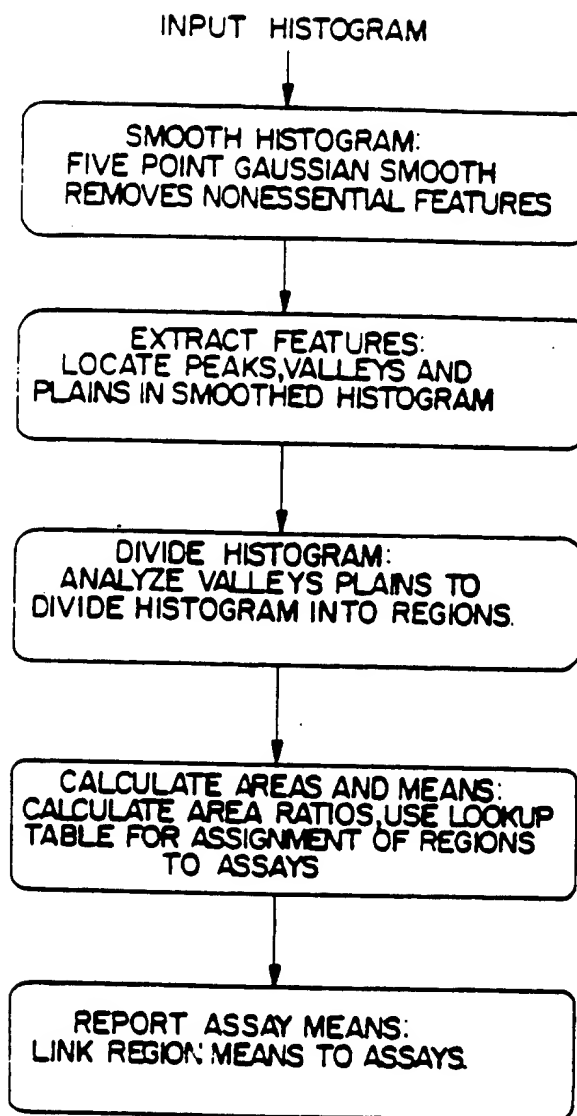 INPUT HISTOGRAM
SMOOTH HISTOGRAM:
FIVE POINT GAUSSIAN SMOOTH
REMOVES NONESSENTIAL FEATURES
EXTRACT FEATURES:
LOCATE PEAKS,VALLEYS AND
PLAINS IN SMOOTHED HISTOGRAM
DIVIDE HISTOGRAM:
ANALYZE VALLEYS PLAINS TO
DIVIDE HISTOGRAM INTO REGIONS.
CALCULATE AREAS AND MEANS:
CALCULATE AREA RATIOS,USE LOOKUP
TABLE FOR ASSIGNMENT OF REGIONS
TO ASSAYS
REPORT ASSAY MEANS:
LINK REGION MEANS TO ASSAYS.